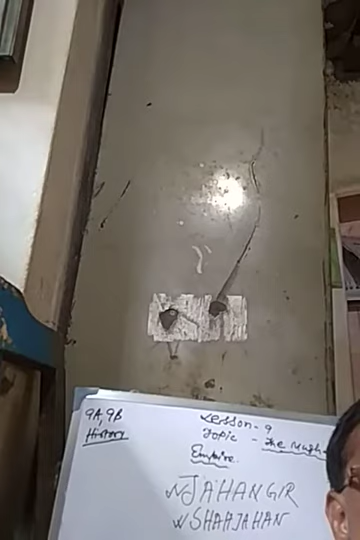 9A, 9B
History
Lesson - 9
Topic - The Mugh
Empire
JAHANGIR
SHAHJAHAN